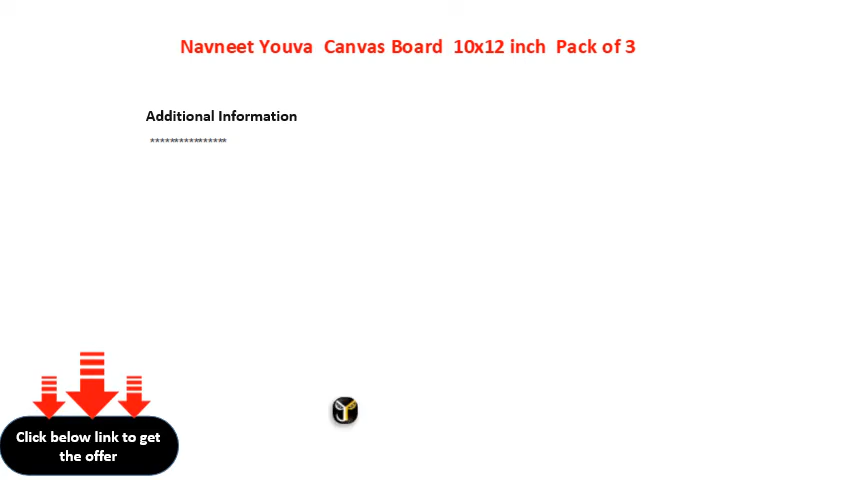 Navneet Youva Canvas Board 10x12 inch Pack of 3
Additional Information
****************
Click below link to get
the offer